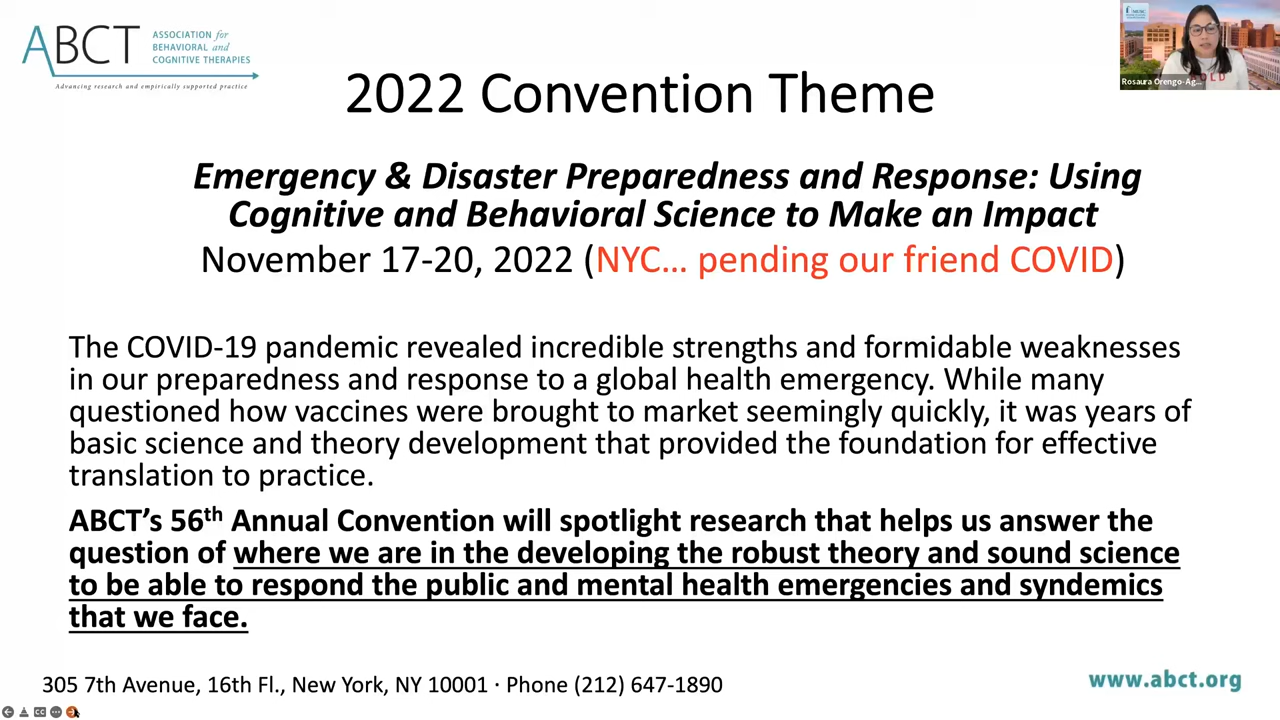 ABCT
ASSOCIATION for
BEHAVIORAL and
COGNITIVE THERAPIES
Advancing research and empirically supported practice
Rosaura Orengo-Ag...
2022 Convention Theme
Emergency & Disaster Preparedness and Response: Using
Cognitive and Behavioral Science to Make an Impact
November 17-20, 2022 (NYC… pending our friend COVID)
The COVID-19 pandemic revealed incredible strengths and formidable weaknesses
in our preparedness and response to a global health emergency. While many
questioned how vaccines were brought to market seemingly quickly, it was years of
basic science and theory development that provided the foundation for effective
translation to practice.
ABCT’s 56th Annual Convention will spotlight research that helps us answer the
question of where we are in the developing the robust theory and sound science
to be able to respond the public and mental health emergencies and syndemics
that we face.
305 7th Avenue, 16th Fl., New York, NY 10001 · Phone (212) 647-1890
www.abct.org